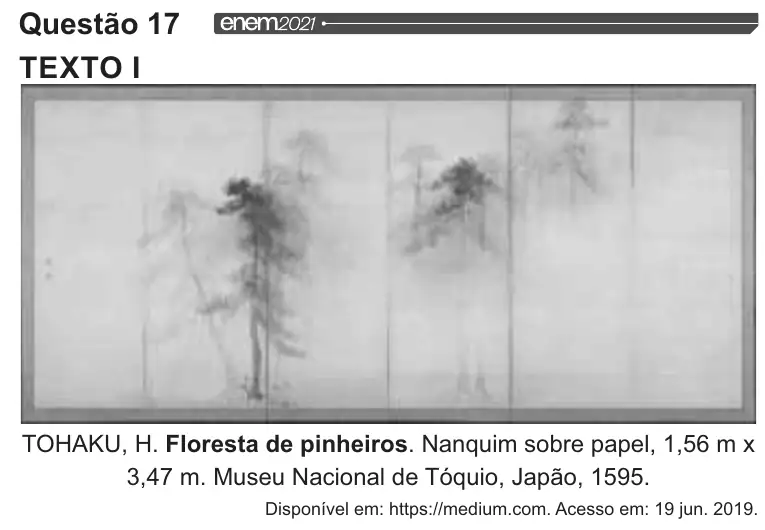 Questão 17 enem2021
TEXTO I
TOHAKU, H. Floresta de pinheiros. Nanquim sobre papel, 1,56 m x
3,47 m. Museu Nacional de Tóquio, Japão, 1595.
Disponível em: https://medium.com. Acesso em: 19 jun. 2019.